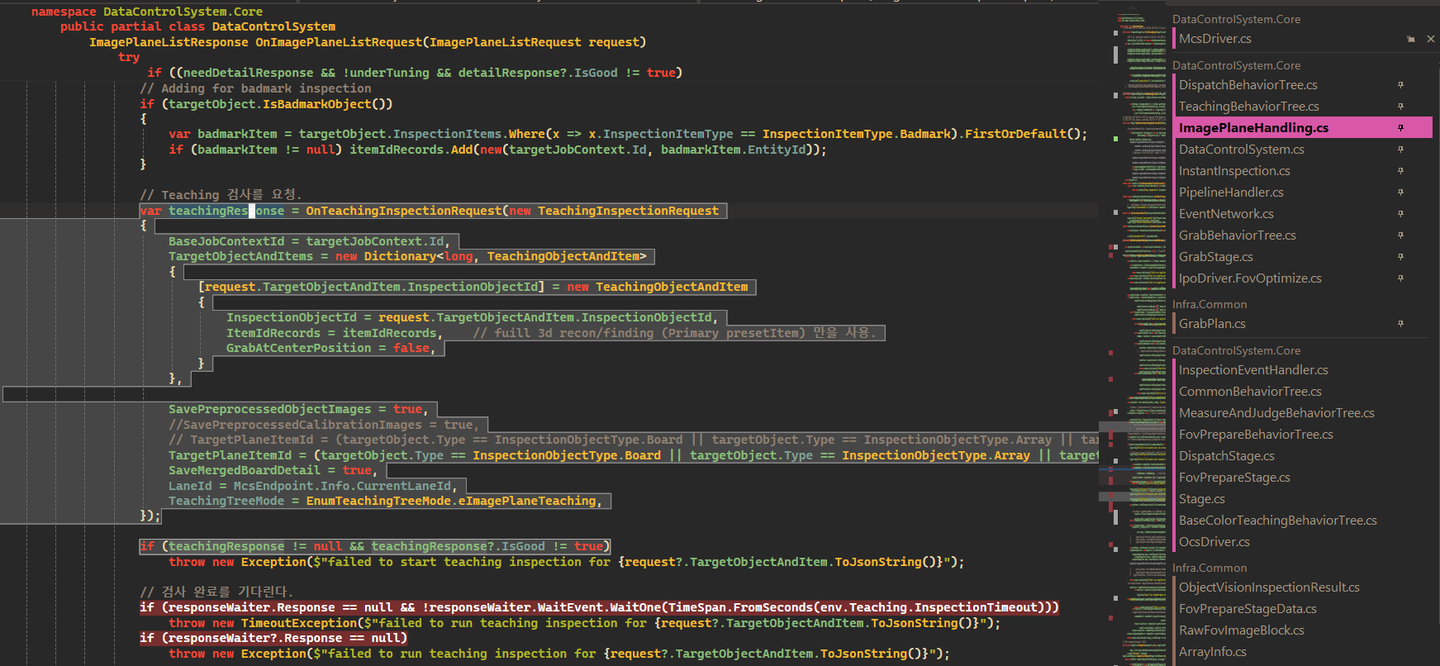 namespace DataControlSystem.Core
public partial class DataControlSystem
ImagePlaneListResponse OnImagePlaneListRequest(ImagePlaneListRequest request)
try
if ((needDetailResponse && !underTuning && detailResponse?.IsGood != true)
// Adding for badmark inspection
if (targetObject.IsBadmarkObject())
{
var badmarkItem = targetObject.InspectionItems.Where(x => x.InspectionItemType == InspectionItemType.Badmark).FirstOrDefault();
if (badmarkItem != null) itemIdRecords.Add(new(targetJobContext.Id, badmarkItem.EntityId));
}
// Teaching 검사를 요청.
var teachingResponse = OnTeachingInspectionRequest(new TeachingInspectionRequest
{
BaseJobContextId = targetJobContext.Id,
TargetObjectAndItems = new Dictionary<long, TeachingObjectAndItem>
{
[request.TargetObjectAndItem.InspectionObjectId] = new TeachingObjectAndItem
{
InspectionObjectId = request.TargetObjectAndItem.InspectionObjectId,
ItemIdRecords = itemIdRecords, // fuill 3d recon/finding (Primary presetItem) 만을 사용.
GrabAtCenterPosition = false,
}
},
SavePreprocessedObjectImages = true,
//SavePreprocessedCalibrationImages = true,
// TargetPlaneItemId = (targetObject.Type == InspectionObjectType.Board || targetObject.Type == InspectionObjectType.Array || tar
TargetPlaneItemId = (targetObject.Type == InspectionObjectType.Board || targetObject.Type == InspectionObjectType.Array || target
SaveMergedBoardDetail = true,
LaneId = McsEndpoint.Info.CurrentLaneId,
TeachingTreeMode = EnumTeachingTreeMode.eImagePlaneTeaching,
});
if (teachingResponse != null && teachingResponse?.IsGood != true)
throw new Exception($"failed to start teaching inspection for {request?.TargetObjectAndItem.ToJsonString()}");
// 검사 완료를 기다린다.
if (responseWaiter.Response == null && !responseWaiter.WaitEvent.WaitOne(TimeSpan.FromSeconds(env.Teaching.InspectionTimeout)))
throw new TimeoutException($"failed to run teaching inspection for {request?.TargetObjectAndItem.ToJsonString()}");
if (responseWaiter?.Response == null)
throw new Exception($"failed to run teaching inspection for {request?.TargetObjectAndItem.ToJsonString()}");
DataControlSystem.Core
McsDriver.cs
DataControlSystem.Core
DispatchBehaviorTree.cs
TeachingBehaviorTree.cs
ImagePlaneHandling.cs
DataControlSystem.cs
InstantInspection.cs
PipelineHandler.cs
EventNetwork.cs
GrabBehaviorTree.cs
GrabStage.cs
IpoDriver.FovOptimize.cs
Infra.Common
GrabPlan.cs
DataControlSystem.Core
InspectionEventHandler.cs
CommonBehaviorTree.cs
MeasureAndJudgeBehaviorTree.cs
FovPrepareBehaviorTree.cs
DispatchStage.cs
FovPrepareStage.cs
Stage.cs
BaseColorTeachingBehaviorTree.cs
OcsDriver.cs
Infra.Common
ObjectVisionInspectionResult.cs
FovPrepareStageData.cs
RawFovImageBlock.cs
ArrayInfo.cs